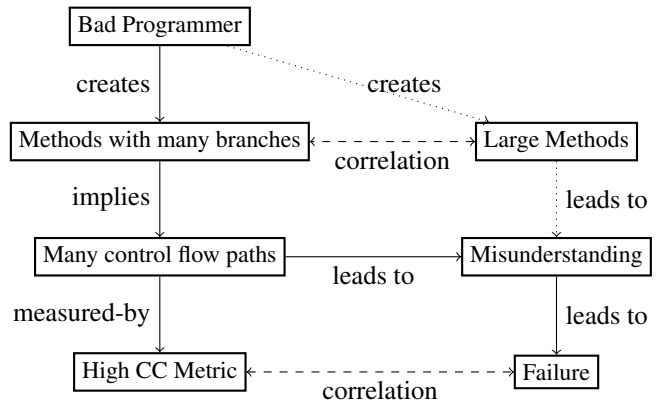 Bad Programmer
creates
creates
Methods with many branches
Large Methods
correlation
implies
leads to
Many control flow paths
Misunderstanding
leads to
measured-by
leads to
High CC Metric
Failure
correlation